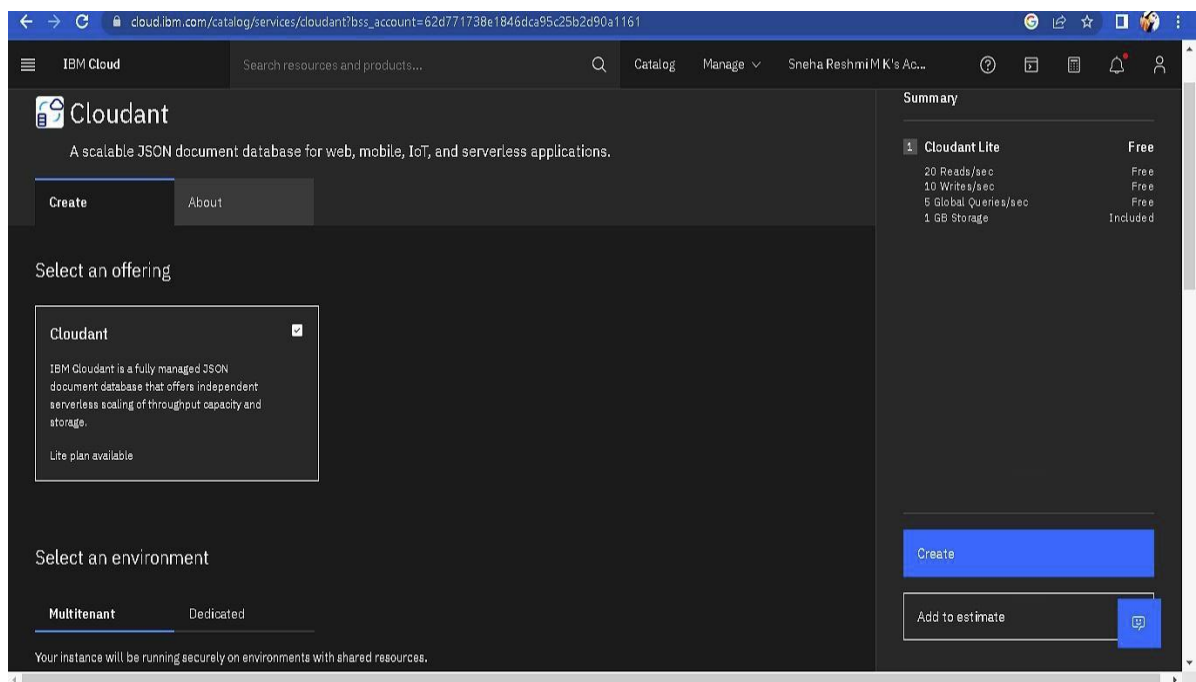 cloud.ibm.com/catalog/services/cloudant?bss_account=62d771738e1846dca95c25b2d90a1161
IBM Cloud
Search resources and products...
Catalog
Manage
Sneha Reshmi M K's Ac...
Cloudant
A scalable JSON document database for web, mobile, IoT, and serverless applications.
Create
About
Select an offering
Cloudant
IBM Cloudant is a fully managed JSON
document database that offers independent
serverless scaling of throughput capacity and
storage.
Lite plan available
Select an environment
Multitenant
Dedicated
Your instance will be running securely on environments with shared resources.
Summary
1 Cloudant Lite Free
20 Reads/sec Free
10 Writes/sec Free
5 Global Queries/sec Free
1 GB Storage Included
Create
Add to estimate